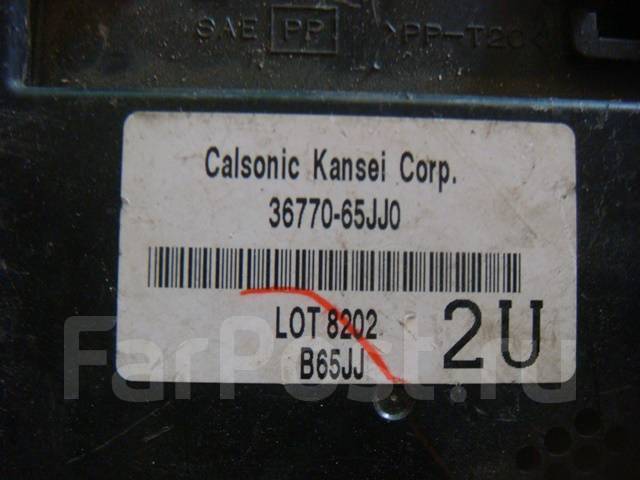 SAE PP >PP-T20<
Calsonic Kansei Corp.
36770-65JJ0
LOT 8202
2U
B65JJ
FarPost.ru